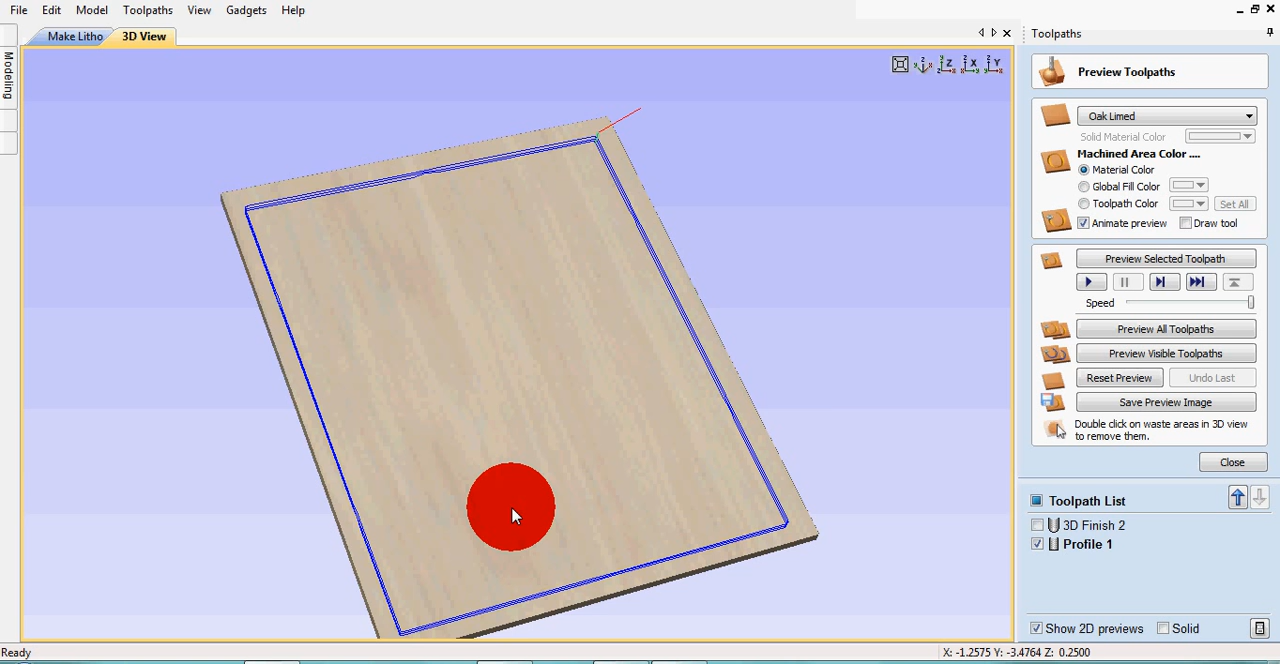 File Edit Model Toolpaths View Gadgets Help
Make Litho 3D View
Modeling
Toolpaths
Preview Toolpaths
Oak Limed
Solid Material Color
Machined Area Color ....
Material Color
Global Fill Color
Toolpath Color Set All
Animate preview Draw tool
Preview Selected Toolpath
Speed
Preview All Toolpaths
Preview Visible Toolpaths
Reset Preview Undo Last
Save Preview Image
Double click on waste areas in 3D view
to remove them.
Close
Toolpath List
3D Finish 2
Profile 1
Show 2D previews Solid
Ready X: -1.2575 Y: -3.4764 Z: 0.2500